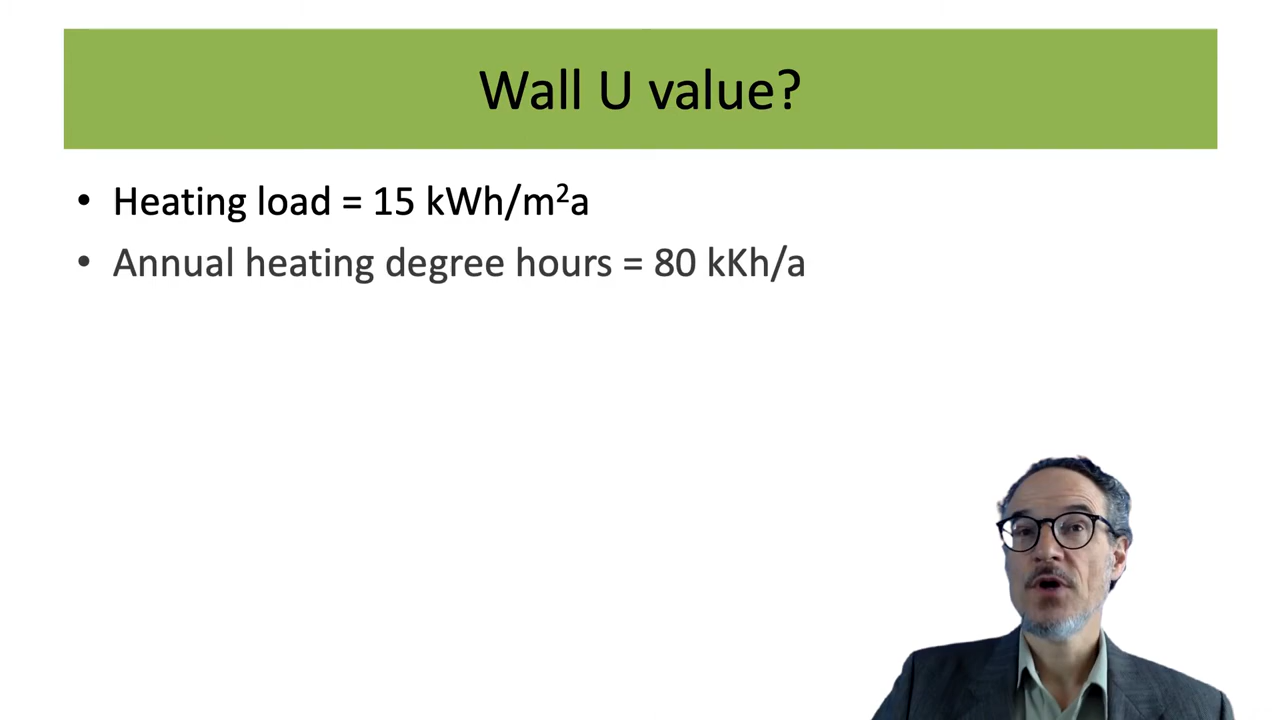 Wall U value?
• Heating load = 15 kWh/m²a
• Annual heating degree hours = 80 kKh/a